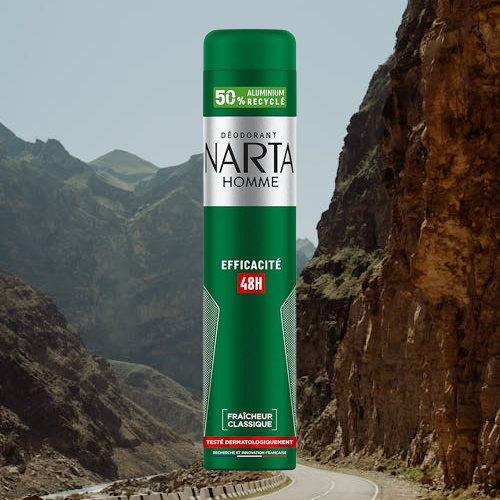 50% ALUMINIUM
RECYCLÉ
DÉODORANT
NARTA
HOMME
EFFICACITÉ
48H
FRAÎCHEUR
CLASSIQUE
TESTÉ DERMATOLOGIQUEMENT
RECHERCHE ET INNOVATION FRANÇAISE